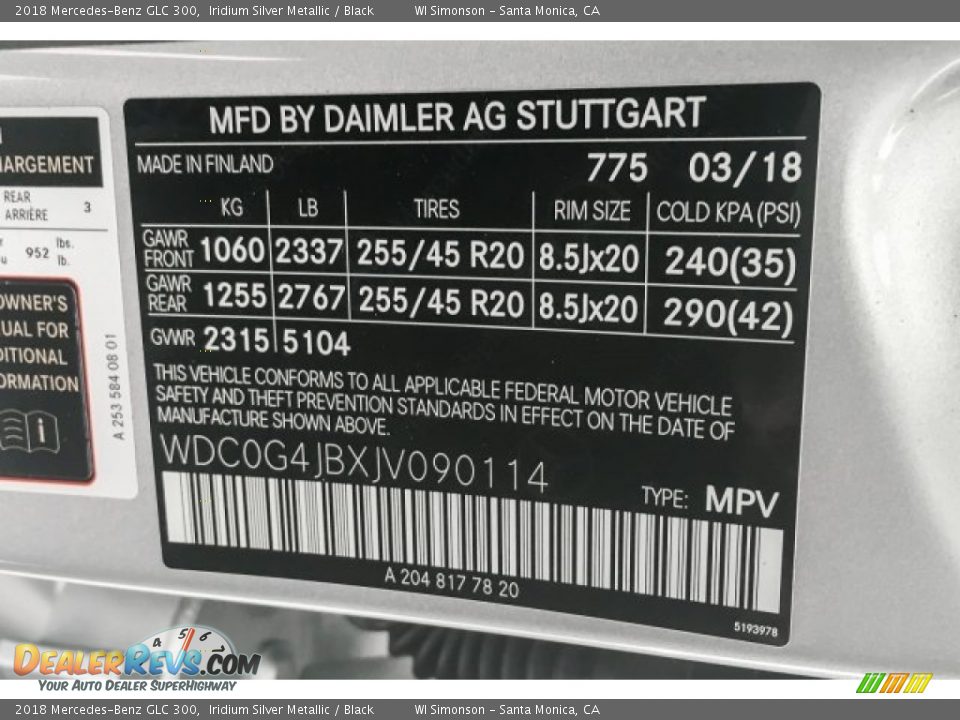 2018 Mercedes-Benz GLC 300, Iridium Silver Metallic / Black WI Simonson - Santa Monica, CA
MFD BY DAIMLER AG STUTTGART
MADE IN FINLAND 775 03/18
KG LB TIRES RIM SIZE COLD KPA (PSI)
GAWR FRONT 1060 2337 255/45 R20 8.5Jx20 240(35)
GAWR REAR 1255 2767 255/45 R20 8.5Jx20 290(42)
GVWR 2315 5104
THIS VEHICLE CONFORMS TO ALL APPLICABLE FEDERAL MOTOR VEHICLE
SAFETY AND THEFT PREVENTION STANDARDS IN EFFECT ON THE DATE OF
MANUFACTURE SHOWN ABOVE.
WDC0G4JBXJV090114
TYPE: MPV
A 204 817 78 20
5193978
REAR
ARRIÈRE 3
952 lbs.
lb.
A 253 584 08 01
4 5 6
DEALERREVS.COM
YOUR AUTO DEALER SUPERHIGHWAY
2018 Mercedes-Benz GLC 300, Iridium Silver Metallic / Black WI Simonson - Santa Monica, CA